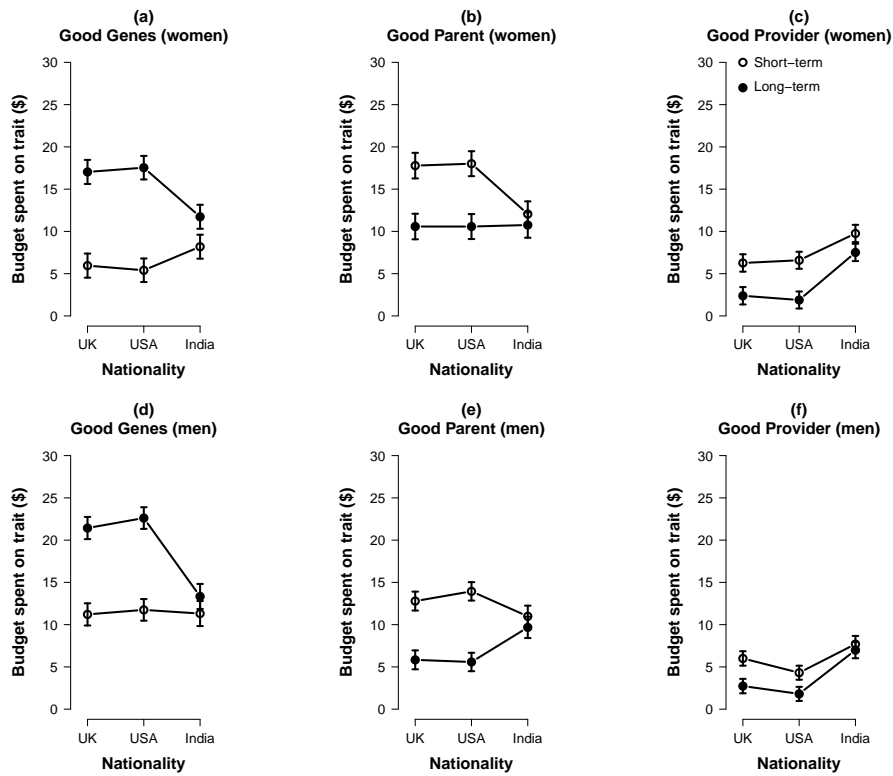 (a)
Good Genes (women)
Budget spent on trait ($)
30
25
20
15
10
5
0
UK USA India
Nationality
(b)
Good Parent (women)
Budget spent on trait ($)
30
25
20
15
10
5
0
UK USA India
Nationality
(c)
Good Provider (women)
Short−term
Long−term
Budget spent on trait ($)
30
25
20
15
10
5
0
UK USA India
Nationality
(d)
Good Genes (men)
Budget spent on trait ($)
30
25
20
15
10
5
0
UK USA India
Nationality
(e)
Good Parent (men)
Budget spent on trait ($)
30
25
20
15
10
5
0
UK USA India
Nationality
(f)
Good Provider (men)
Budget spent on trait ($)
30
25
20
15
10
5
0
UK USA India
Nationality